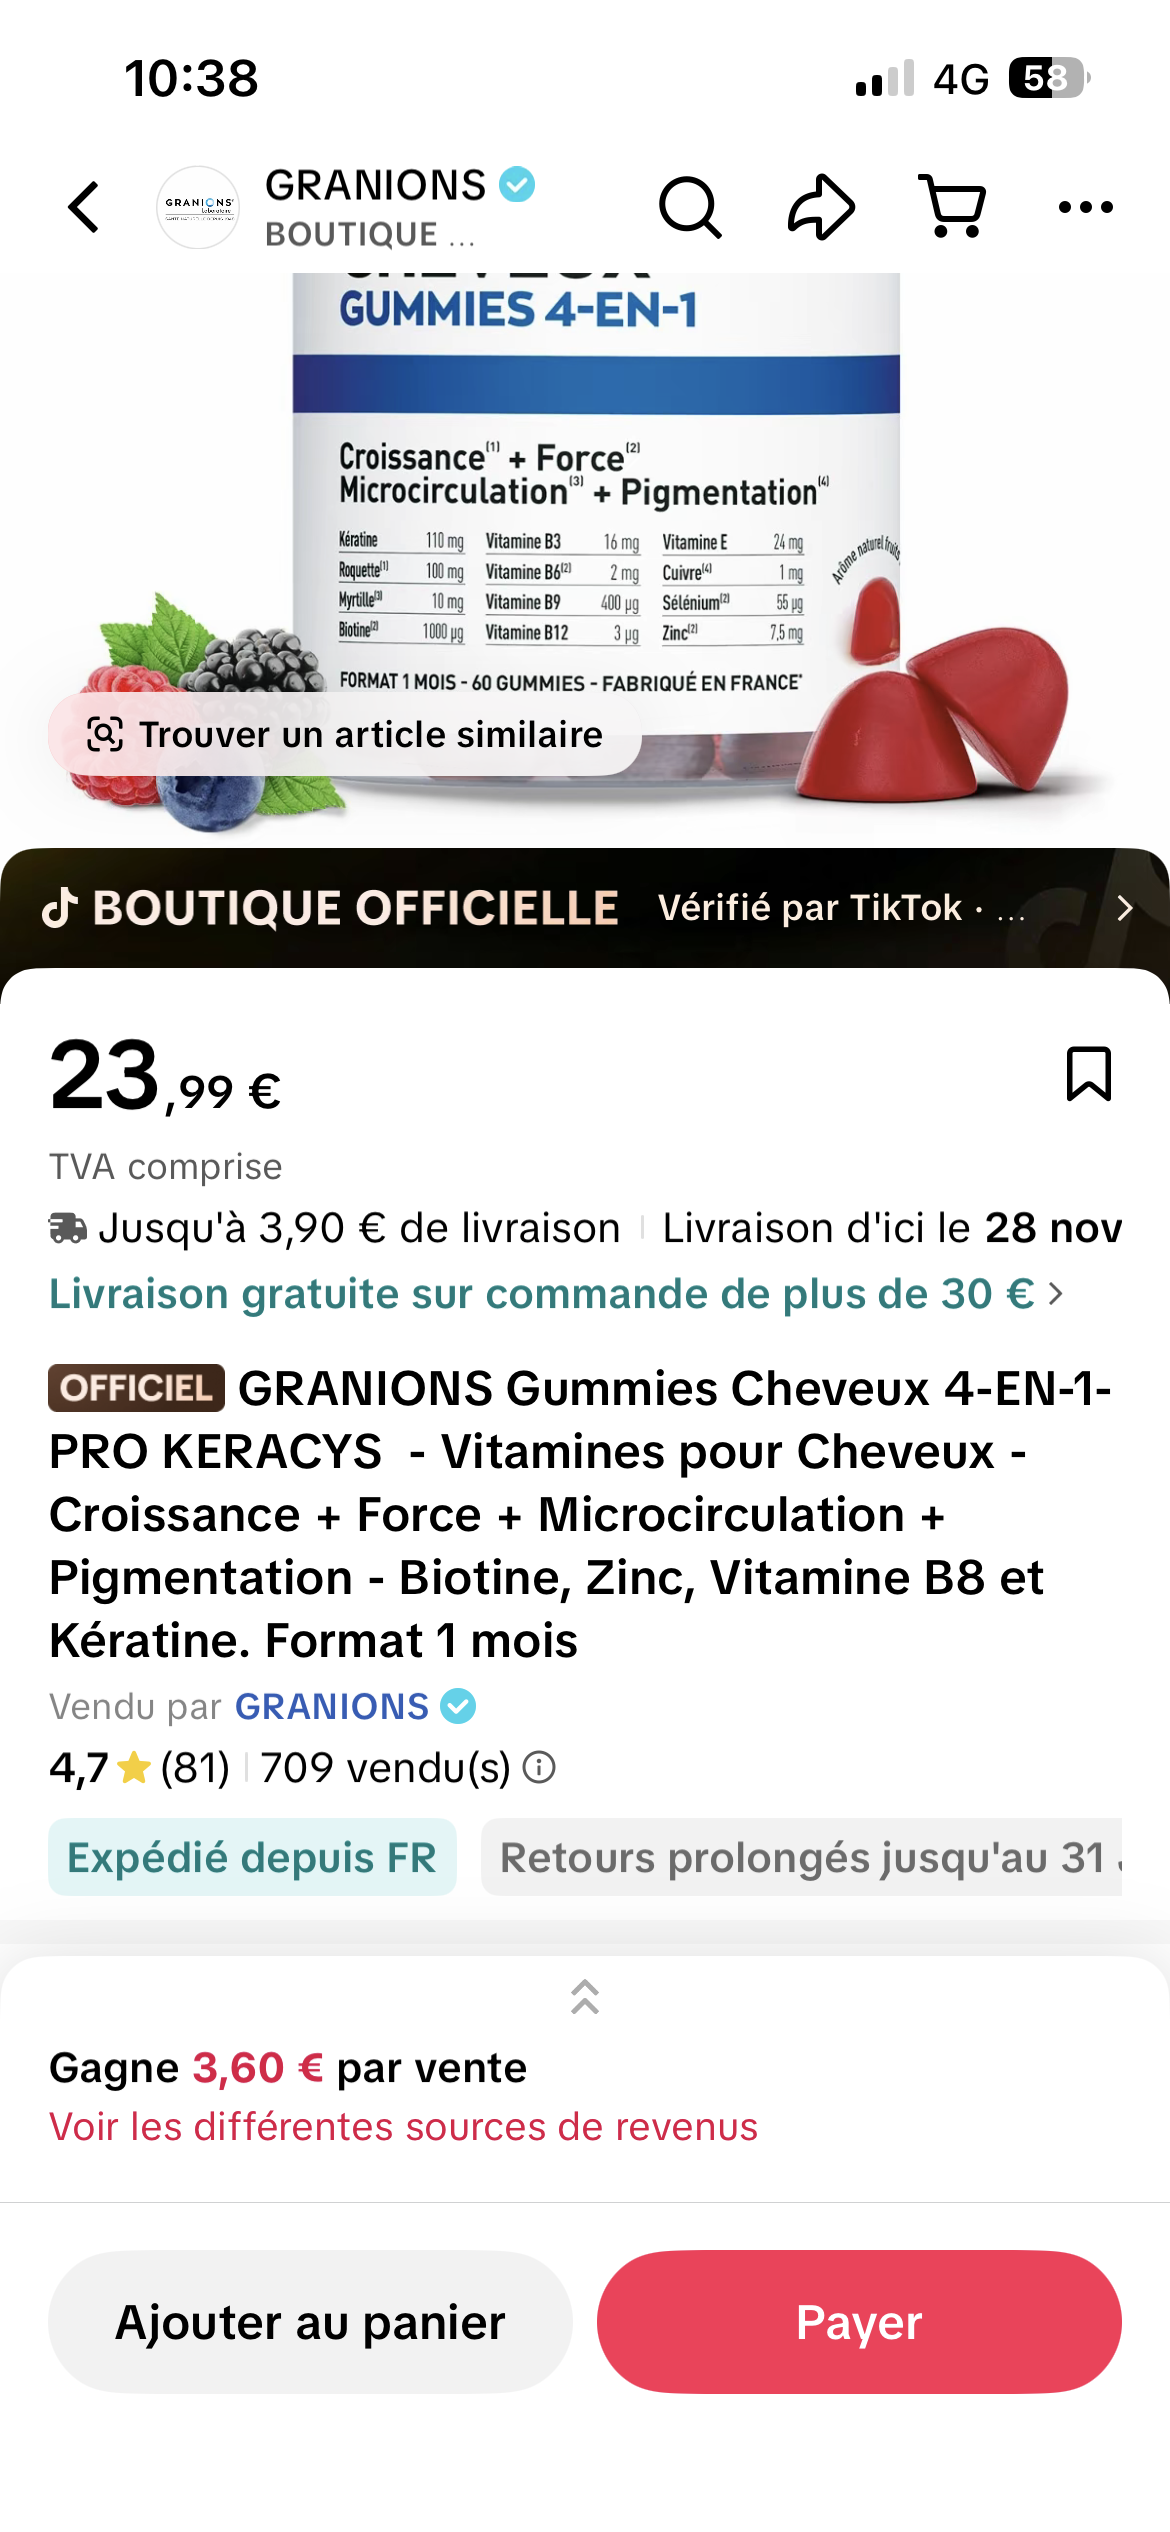 10:38
4G
58
GRANIONS
BOUTIQUE ...
GRANIONS
Laboratoire
GUMMIES 4-EN-1
Croissance(1) + Force(2)
Microcirculation(3) + Pigmentation(4)
Kératine 110 mg Vitamine B3 16 mg Vitamine E 24 mg
Roquette(1) 100 mg Vitamine B6(2) 2 mg Cuivre(4) 1 mg
Myrtille(3) 10 mg Vitamine B9 400 µg Sélénium(2) 55 µg
Biotine(2) 1000 µg Vitamine B12 3 µg Zinc(2) 7,5 mg
Arôme naturel fruits
FORMAT 1 MOIS - 60 GUMMIES - FABRIQUÉ EN FRANCE*
Trouver un article similaire
BOUTIQUE OFFICIELLE Vérifié par TikTok · ...
23,99 €
TVA comprise
Jusqu'à 3,90 € de livraison Livraison d'ici le 28 nov
Livraison gratuite sur commande de plus de 30 €
OFFICIEL GRANIONS Gummies Cheveux 4-EN-1-
PRO KERACYS - Vitamines pour Cheveux -
Croissance + Force + Microcirculation +
Pigmentation - Biotine, Zinc, Vitamine B8 et
Kératine. Format 1 mois
Vendu par GRANIONS
4,7 (81) 709 vendu(s)
Expédié depuis FR
Retours prolongés jusqu'au 31
Gagne 3,60 € par vente
Voir les différentes sources de revenus
Ajouter au panier
Payer